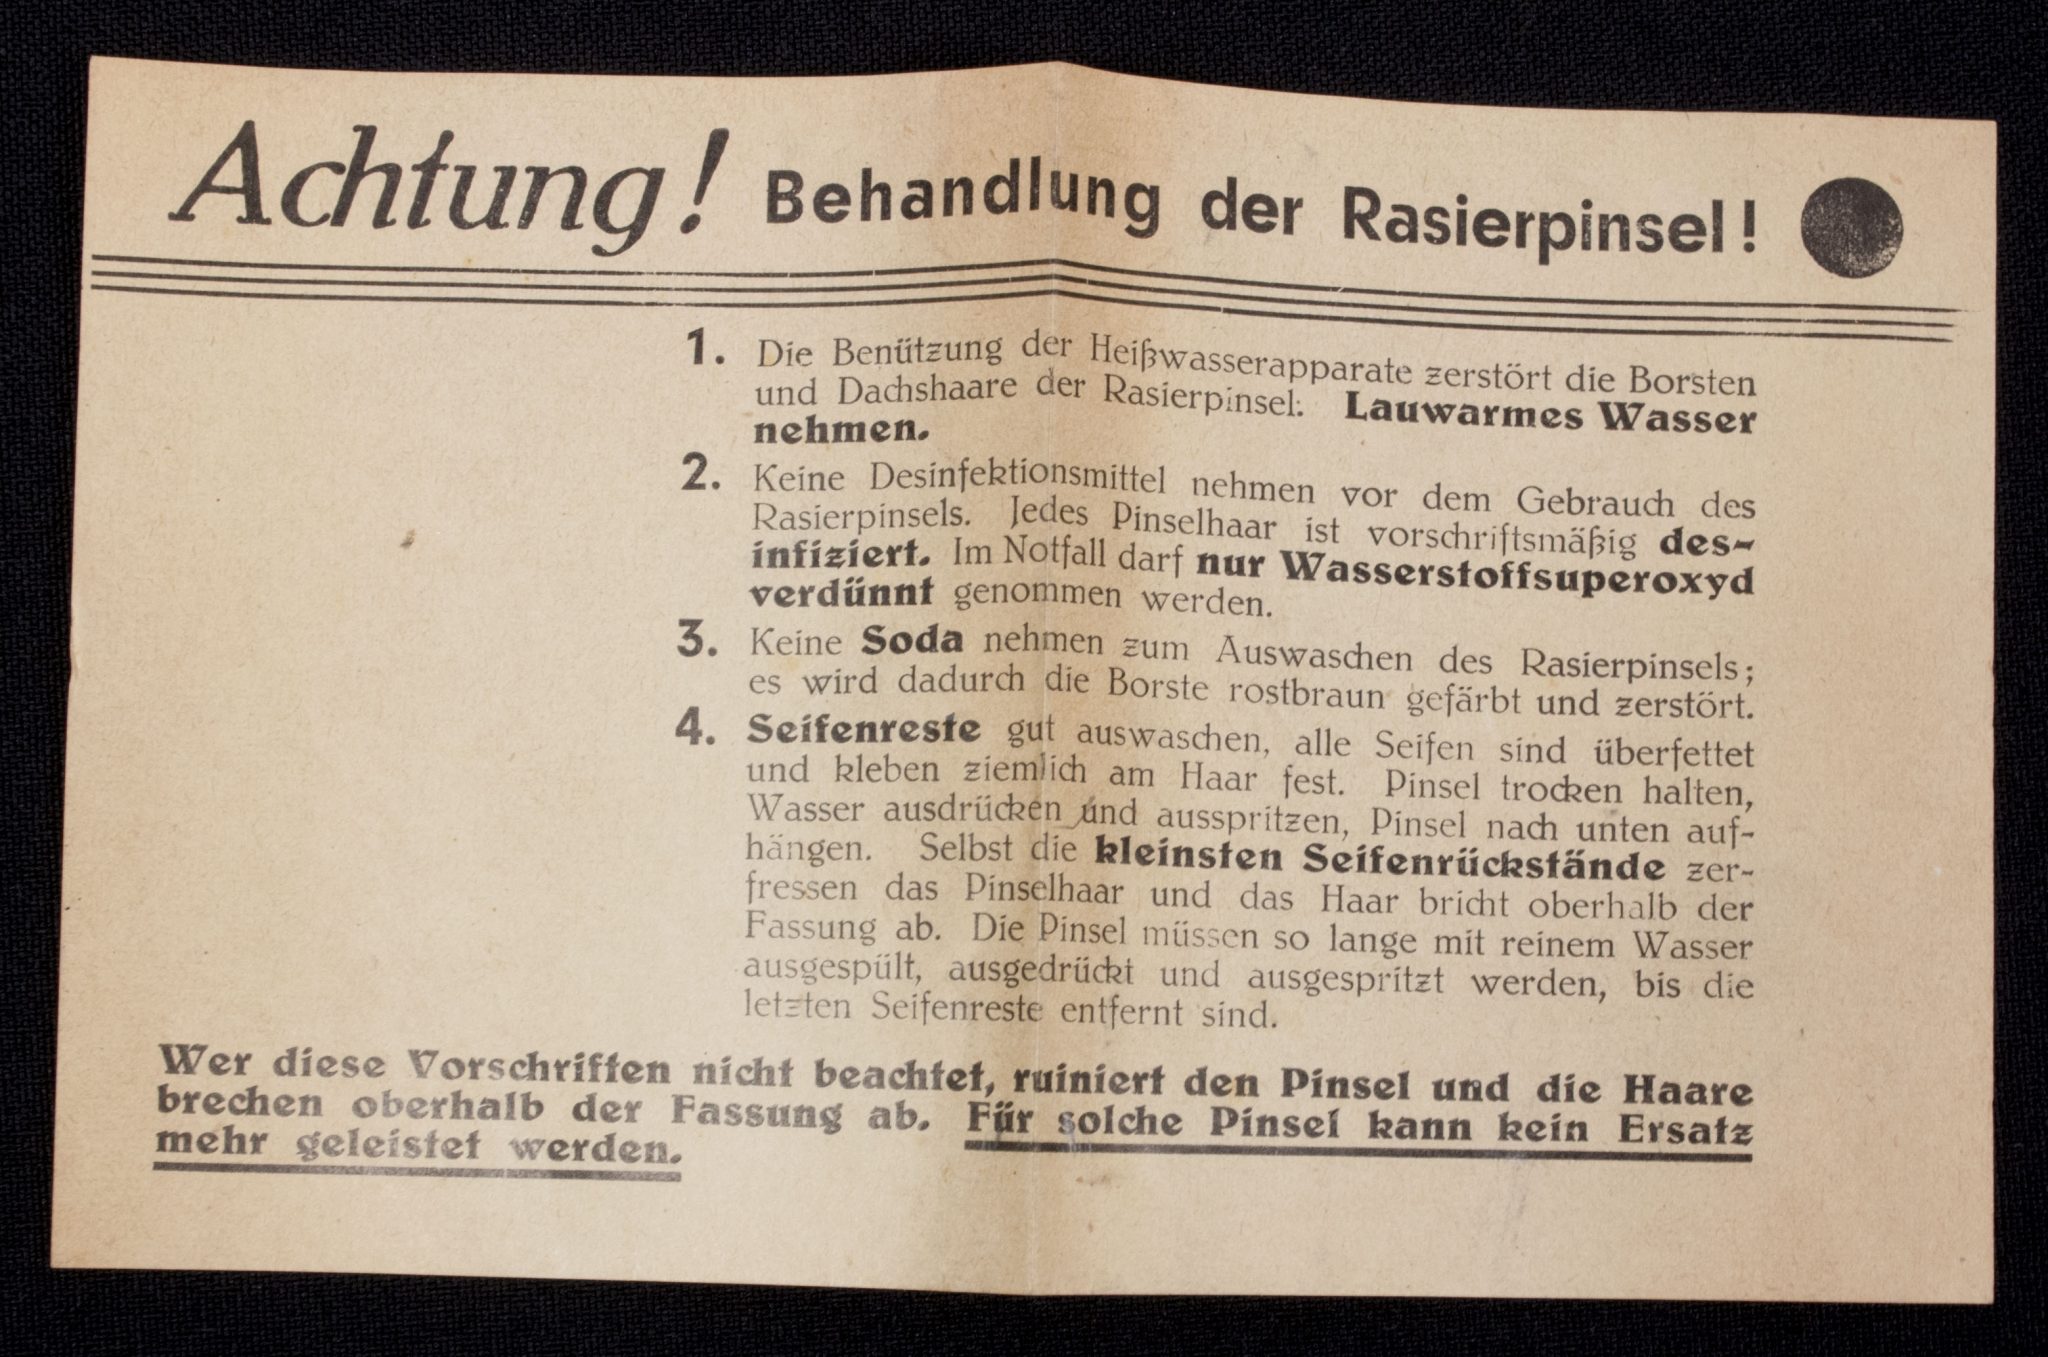 Achtung! Behandlung der Rasierpinsel!
1. Die Benützung der Heißwasserapparate zerstört die Borsten
und Dachshaare der Rasierpinsel: Lauwarmes Wasser
nehmen.
2. Keine Desinfektionsmittel nehmen vor dem Gebrauch des
Rasierpinsels. Jedes Pinselhaar ist vorschriftsmäßig des-
infiziert. Im Notfall darf nur Wasserstoffsuperoxyd
verdünnt genommen werden.
3. Keine Soda nehmen zum Auswaschen des Rasierpinsels;
es wird dadurch die Borste rostbraun gefärbt und zerstört.
4. Seifenreste gut auswaschen, alle Seifen sind überfettet
und kleben ziemlich am Haar fest. Pinsel trocken halten,
Wasser ausdrücken und ausspritzen, Pinsel nach unten auf-
hängen. Selbst die kleinsten Seifenrückstände zer-
fressen das Pinselhaar und das Haar bricht oberhalb der
Fassung ab. Die Pinsel müssen so lange mit reinem Wasser
ausgespült, ausgedrückt und ausgespritzt werden, bis die
letzten Seifenreste entfernt sind.
Wer diese Vorschriften nicht beachtet, ruiniert den Pinsel und die Haare
brechen oberhalb der Fassung ab. Für solche Pinsel kann kein Ersatz
mehr geleistet werden.